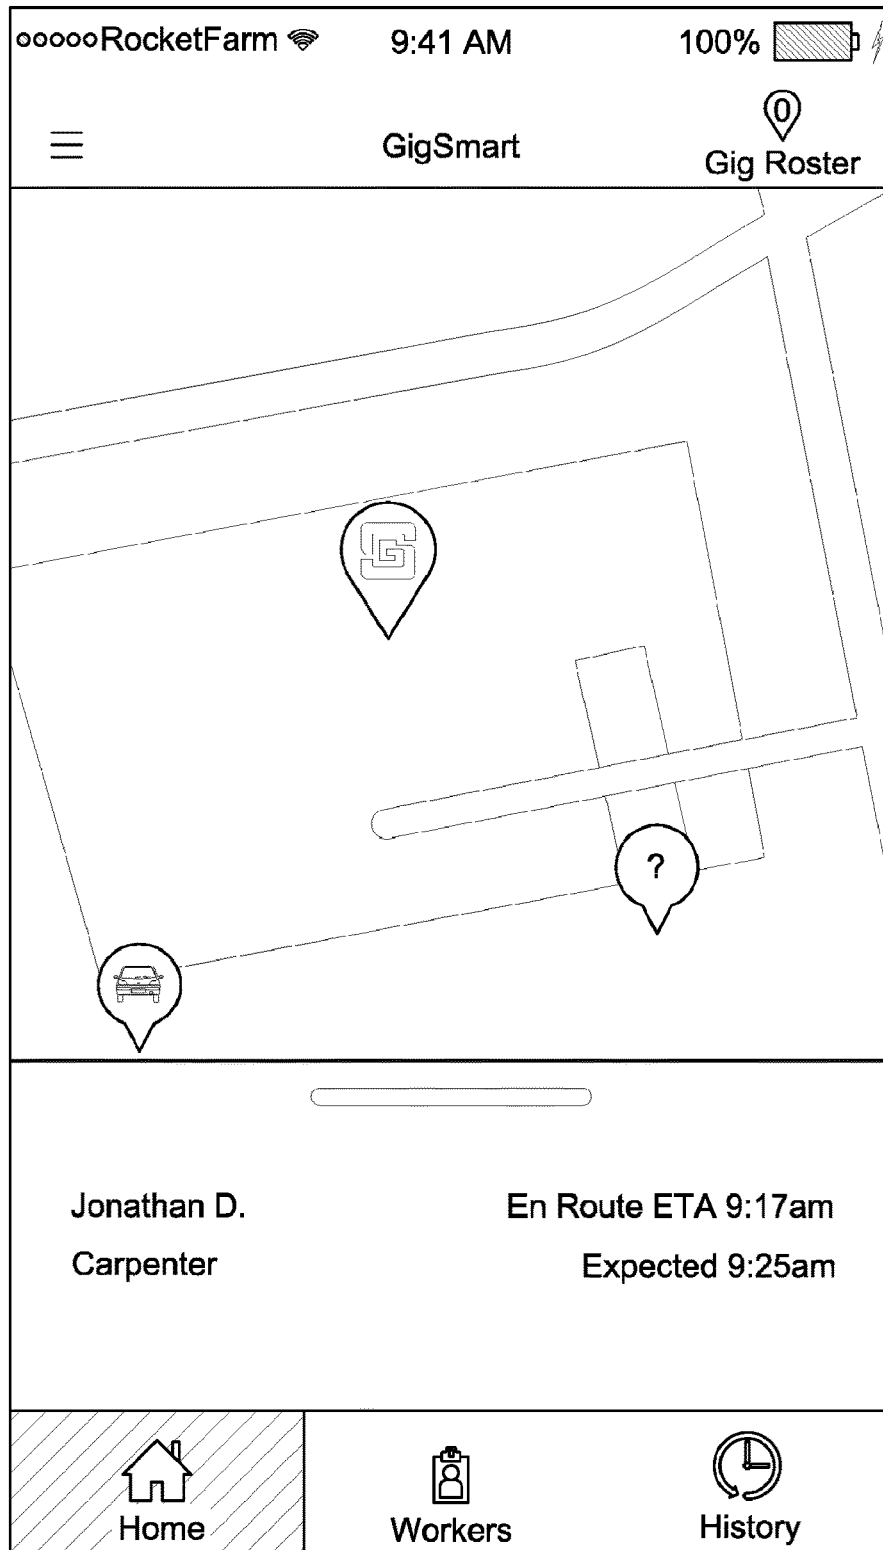 RocketFarm 9:41 AM 100%
GigSmart
0
Gig Roster
?
Jonathan D. En Route ETA 9:17am
Carpenter Expected 9:25am
Home Workers History